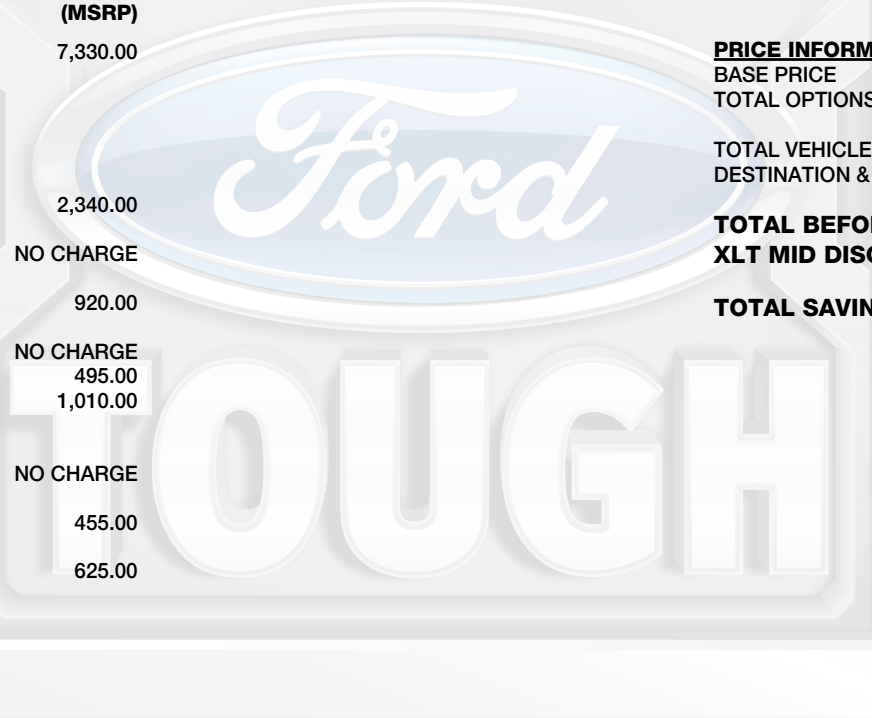 (MSRP)
7,330.00
2,340.00
NO CHARGE
920.00
NO CHARGE
495.00
1,010.00
NO CHARGE
455.00
625.00
PRICE INFORM
BASE PRICE
TOTAL OPTIONS
TOTAL VEHICLE
DESTINATION &
TOTAL BEFO
XLT MID DISC
TOTAL SAVIN
Ford
TOUGH